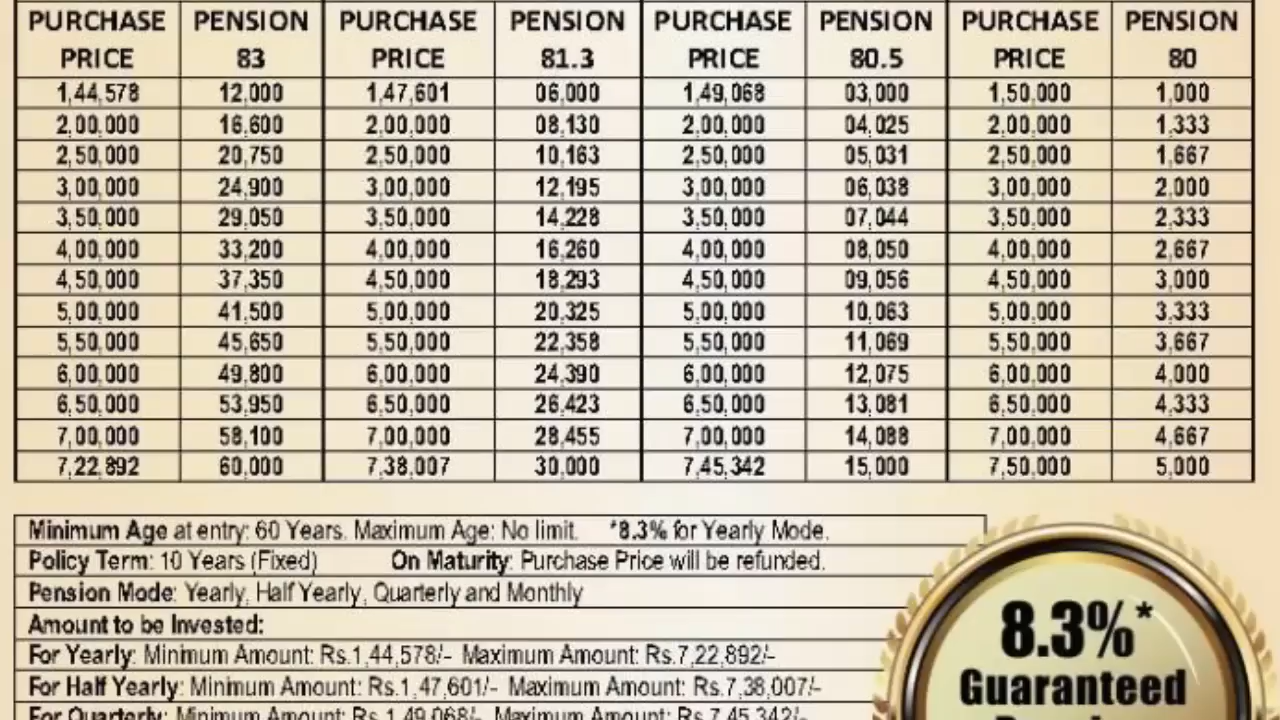 PURCHASE PRICE PENSION 83 PURCHASE PRICE PENSION 81.3 PURCHASE PRICE PENSION 80.5 PURCHASE PRICE PENSION 80
1,44,578 12,000 1,47,601 06,000 1,49,068 03,000 1,50,000 1,000
2,00,000 16,600 2,00,000 08,130 2,00,000 04,025 2,00,000 1,333
2,50,000 20,750 2,50,000 10,163 2,50,000 05,031 2,50,000 1,667
3,00,000 24,900 3,00,000 12,195 3,00,000 06,038 3,00,000 2,000
3,50,000 29,050 3,50,000 14,228 3,50,000 07,044 3,50,000 2,333
4,00,000 33,200 4,00,000 16,260 4,00,000 08,050 4,00,000 2,667
4,50,000 37,350 4,50,000 18,293 4,50,000 09,056 4,50,000 3,000
5,00,000 41,500 5,00,000 20,325 5,00,000 10,063 5,00,000 3,333
5,50,000 45,650 5,50,000 22,358 5,50,000 11,069 5,50,000 3,667
6,00,000 49,800 6,00,000 24,390 6,00,000 12,075 6,00,000 4,000
6,50,000 53,950 6,50,000 26,423 6,50,000 13,081 6,50,000 4,333
7,00,000 58,100 7,00,000 28,455 7,00,000 14,088 7,00,000 4,667
7,22,892 60,000 7,38,007 30,000 7,45,342 15,000 7,50,000 5,000
Minimum Age at entry: 60 Years. Maximum Age: No limit. *8.3% for Yearly Mode.
Policy Term: 10 Years (Fixed) On Maturity: Purchase Price will be refunded.
Pension Mode: Yearly, Half Yearly, Quarterly and Monthly
Amount to be Invested:
For Yearly: Minimum Amount: Rs.1,44,578/- Maximum Amount: Rs.7,22,892/-
For Half Yearly: Minimum Amount: Rs.1,47,601/- Maximum Amount: Rs.7,38,007/-
For Quarterly: Minimum Amount: Rs.1,49,068/- Maximum Amount: Rs.7,45,342/-
8.3%*
Guaranteed